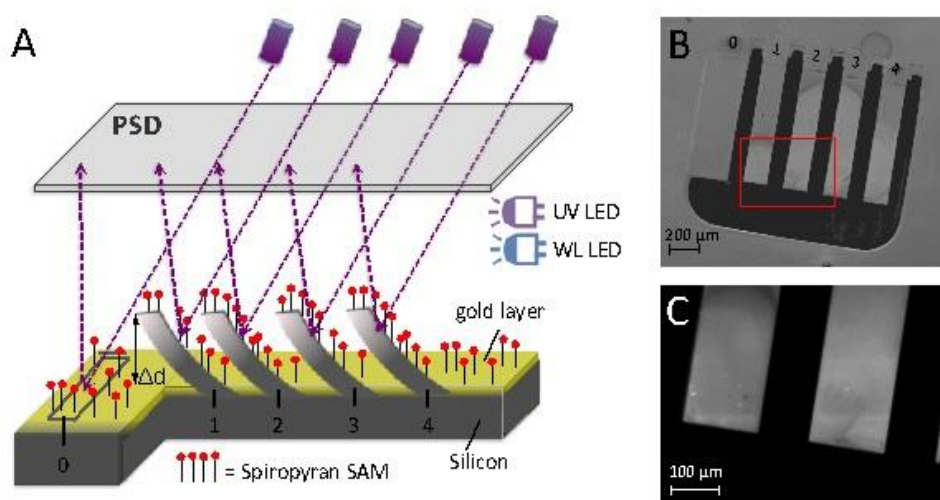 A
PSD
UV LED
WL LED
gold layer
Δd
0
1
2
3
4
Silicon
= Spiropyran SAM
B
0 1 2 3 4
200 μm
C
100 μm